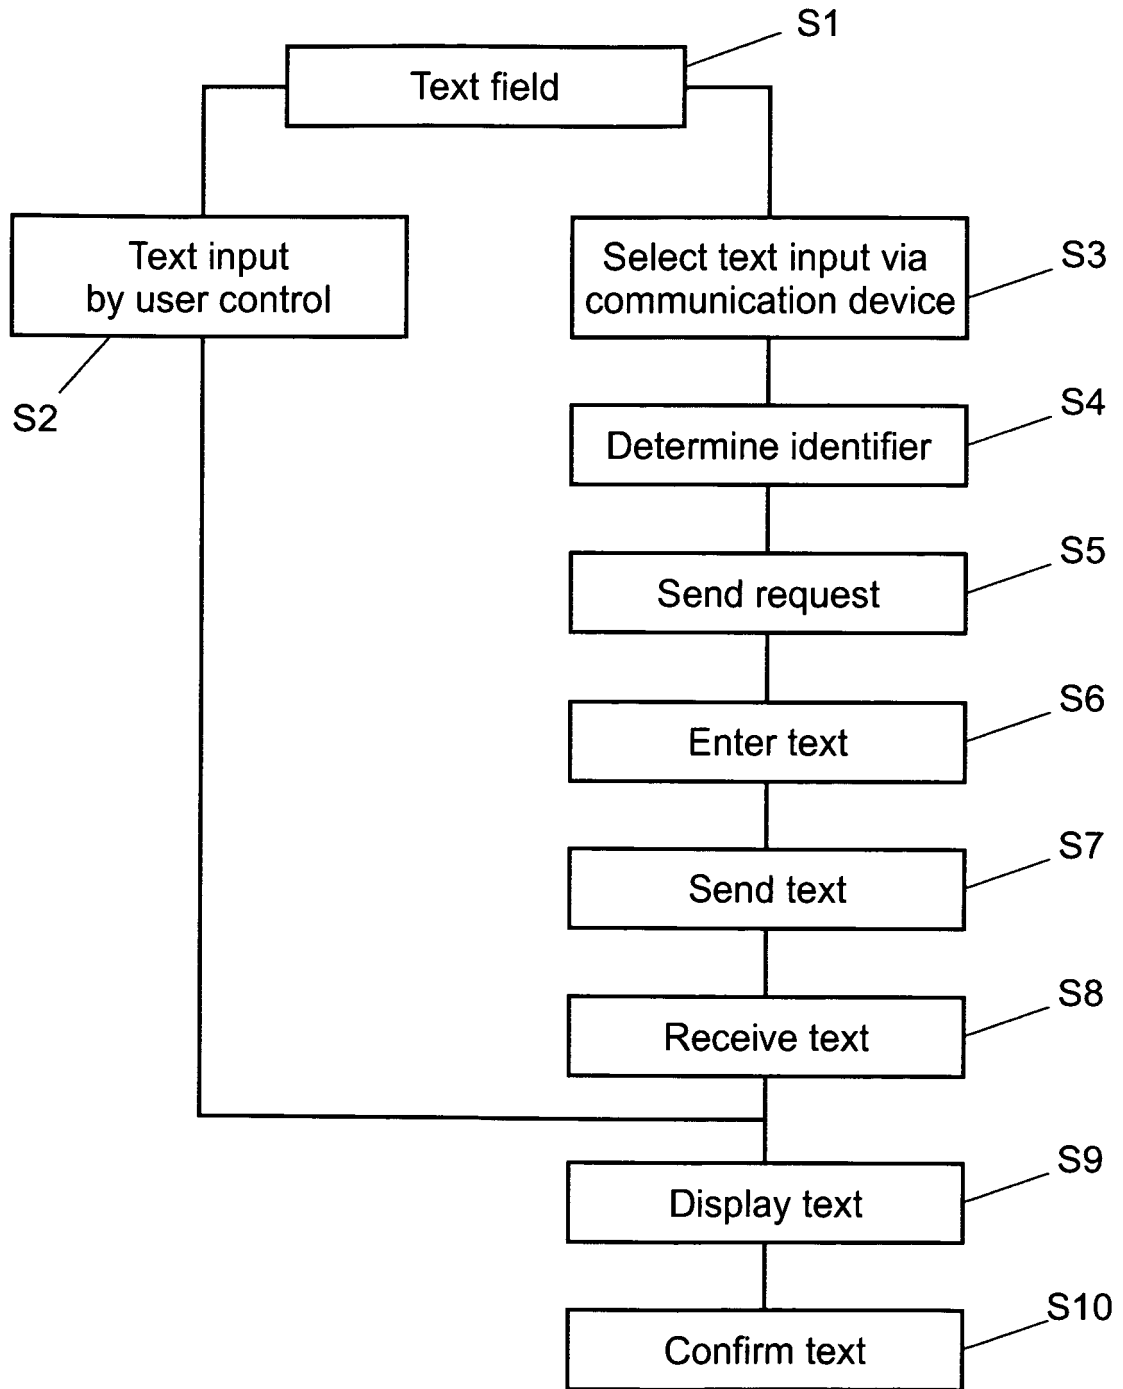 S1
Text field
Text input
by user control
S2
Select text input via
communication device
S3
S4
Determine identifier
S5
Send request
S6
Enter text
S7
Send text
S8
Receive text
S9
Display text
S10
Confirm text